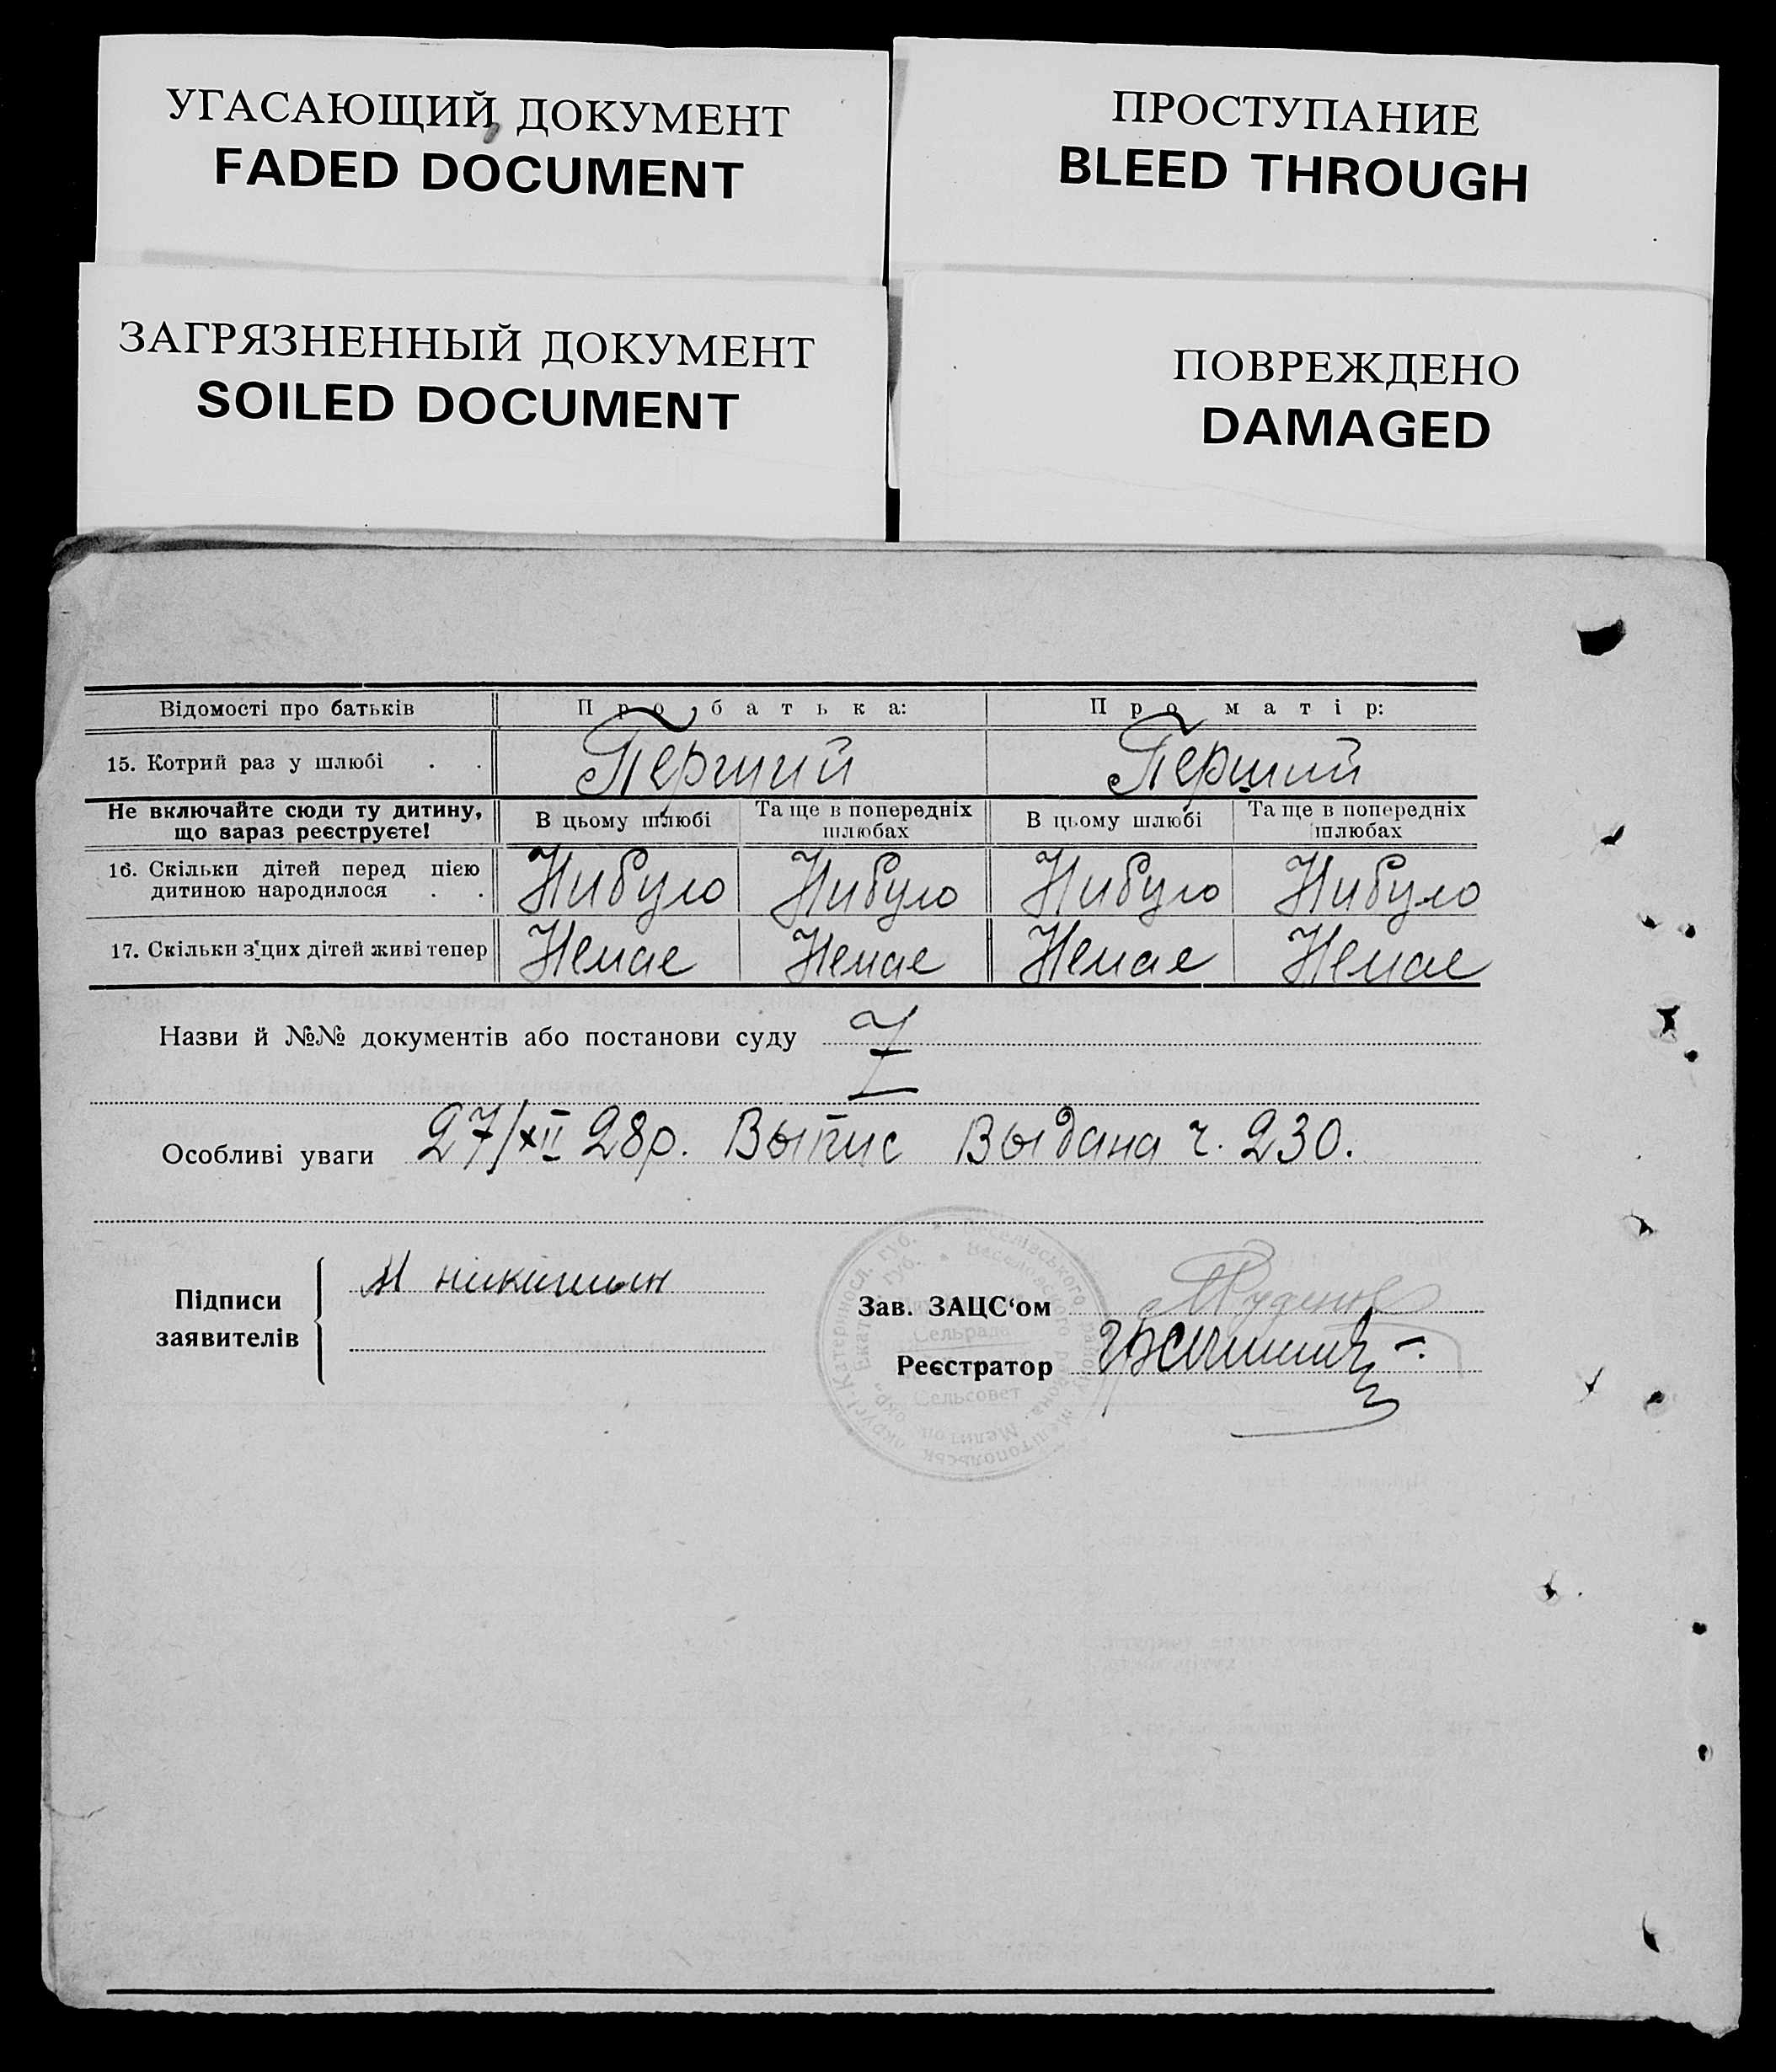 УГАСАЮЩИЙ ДОКУМЕНТ
FADED DOCUMENT
ПРОСТУПАНИЕ
BLEED THROUGH
ЗАГРЯЗНЕННЫЙ ДОКУМЕНТ
SOILED DOCUMENT
ПОВРЕЖДЕНО
DAMAGED
Відомості про батьків Про батька: Про матір:
15. Котрий раз у шлюбі . . Перший Перший
Не включайте сюди ту дитину, що зараз реєструєте! В цьому шлюбі Та ще в попередніх шлюбах В цьому шлюбі Та ще в попередніх шлюбах
16. Скільки дітей перед цією
дитиною народилося . . Нибуло Нибуло Нибуло Нибуло
17. Скільки з цих дітей живі тепер Немае Немае Немае Немае
Назви й №№ документів або постанови суду
Особливі уваги 27/XII 28р. Выпис Выдана ч. 230.
Підписи
заявителів
М
Зав. ЗАЦС‘ом
Реєстратор
Сельрада
Сельсовет